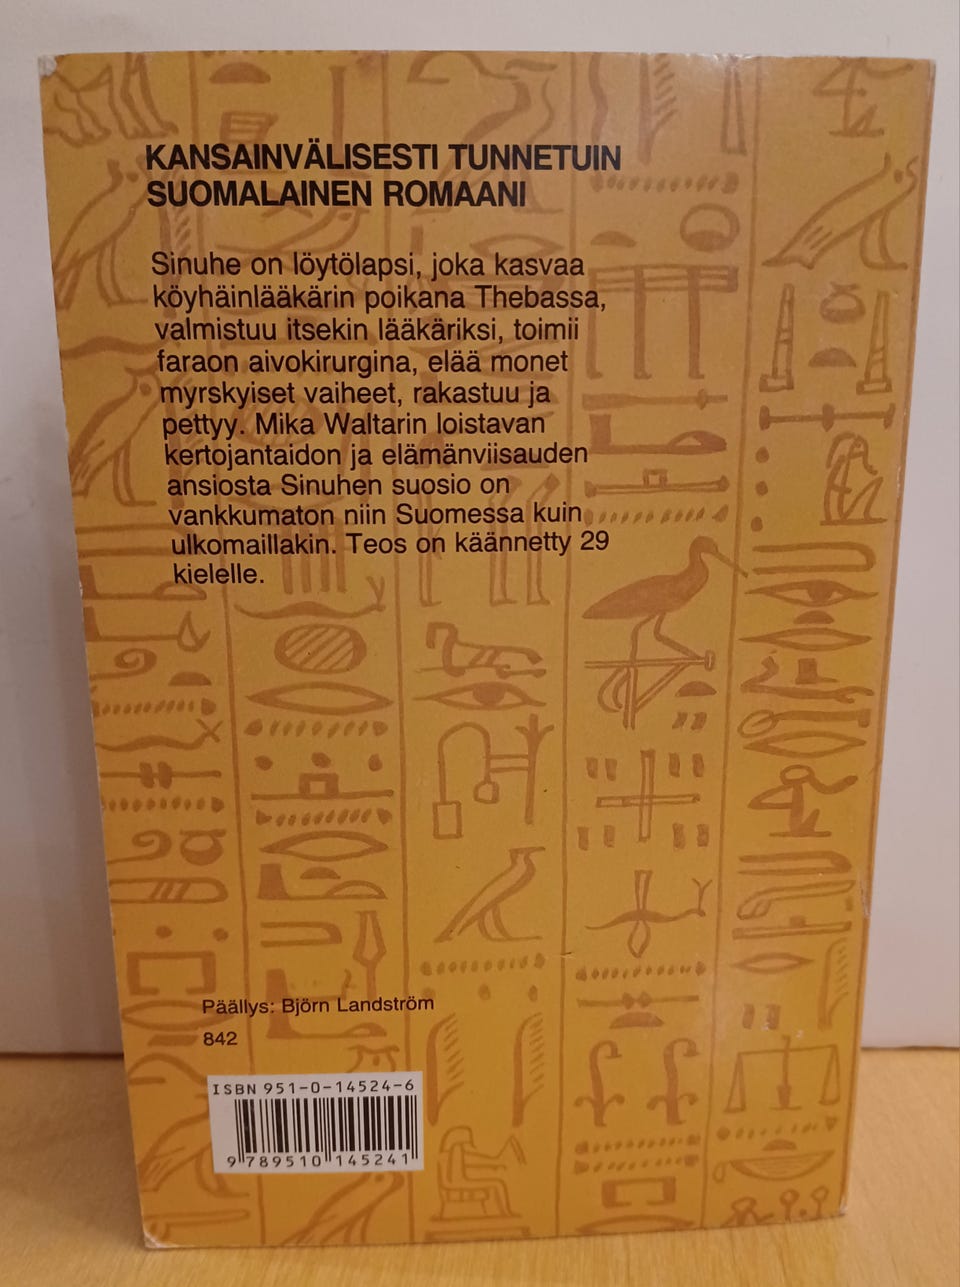 KANSAINVÄLISESTI TUNNETUIN
SUOMALAINEN ROMAANI
Sinuhe on löytölapsi, joka kasvaa
köyhäinlääkärin poikana Thebassa,
valmistuu itsekin lääkäriksi, toimii
faraon aivokirurgina, elää monet
myrskyiset vaiheet, rakastuu ja
pettyy. Mika Waltarin loistavan
kertojantaidon ja elämänviisauden
ansiosta Sinuhen suosio on
vankkumaton niin Suomessa kuin
ulkomaillakin. Teos on käännetty 29
kielelle.
Päällys: Björn Landström
842
ISBN 951-0-14524-6
9 789510 145241